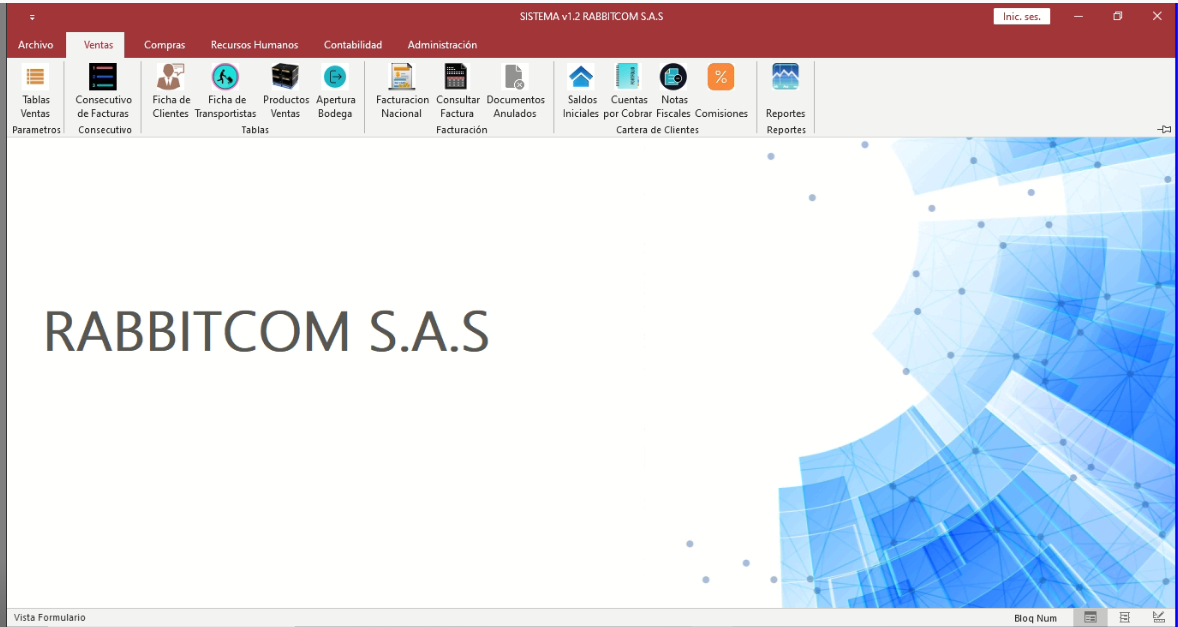 SISTEMA v1.2 RABBITCOM S.A.S
Inic. ses.
Archivo Ventas Compras Recursos Humanos Contabilidad Administración
Tablas Consecutivo Ficha de Ficha de Productos Apertura Facturacion Consultar Documentos Saldos Cuentas Notas
Ventas de Facturas Clientes Transportistas Ventas Bodega Nacional Factura Anulados Iniciales por Cobrar Fiscales Comisiones Reportes
Parametros Consecutivo Tablas Facturación Cartera de Clientes Reportes
RABBITCOM S.A.S
Vista Formulario Bloq Num